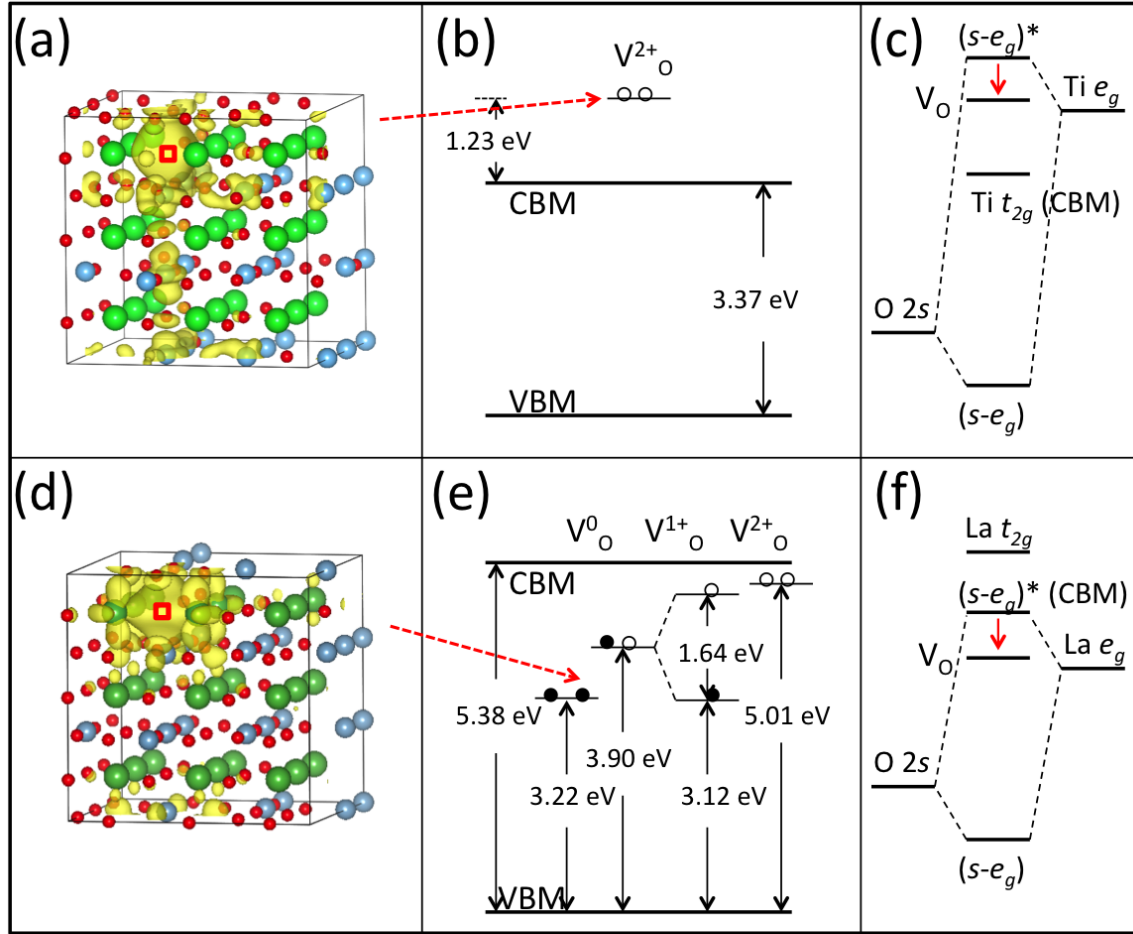 (a)
(b)
V²⁺O
1.23 eV
CBM
3.37 eV
VBM
(c)
(s-eg)*
VO
Ti eg
Ti t2g (CBM)
O 2s
(s-eg)
(d)
(e)
V⁰O V¹⁺O V²⁺O
CBM
1.64 eV
5.38 eV
5.01 eV
3.90 eV
3.22 eV
3.12 eV
VBM
(f)
La t2g
(s-eg)* (CBM)
VO
La eg
O 2s
(s-eg)